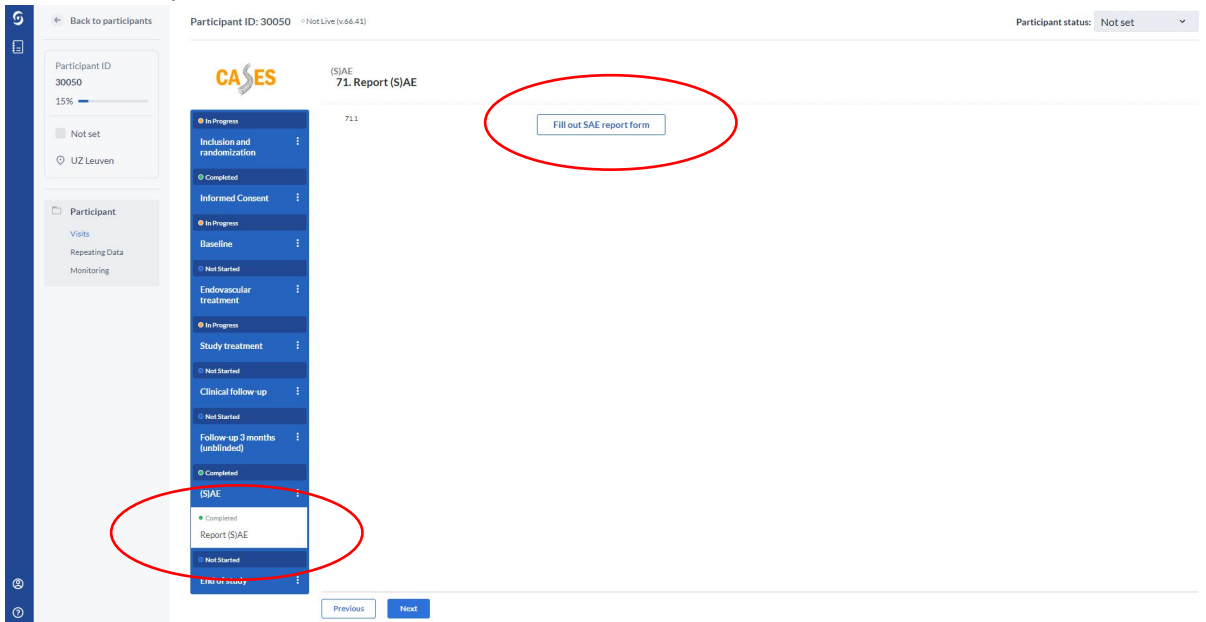 Back to participants
Participant ID: 30050 Not Live (v.66.41)
Participant status: Not set
Participant ID
30050
15%
Not set
UZ Leuven
Participant
Visits
Repeating Data
Monitoring
CASES
In Progress
Inclusion and
randomization
Completed
Informed Consent
In Progress
Baseline
Not Started
Endovascular
treatment
In Progress
Study treatment
Not Started
Clinical follow-up
Not Started
Follow-up 3 months
(unblinded)
Completed
(S)AE
Completed
Report (S)AE
Not Started
End of study
(S)AE
71. Report (S)AE
71.1
Fill out SAE report form
Previous Next